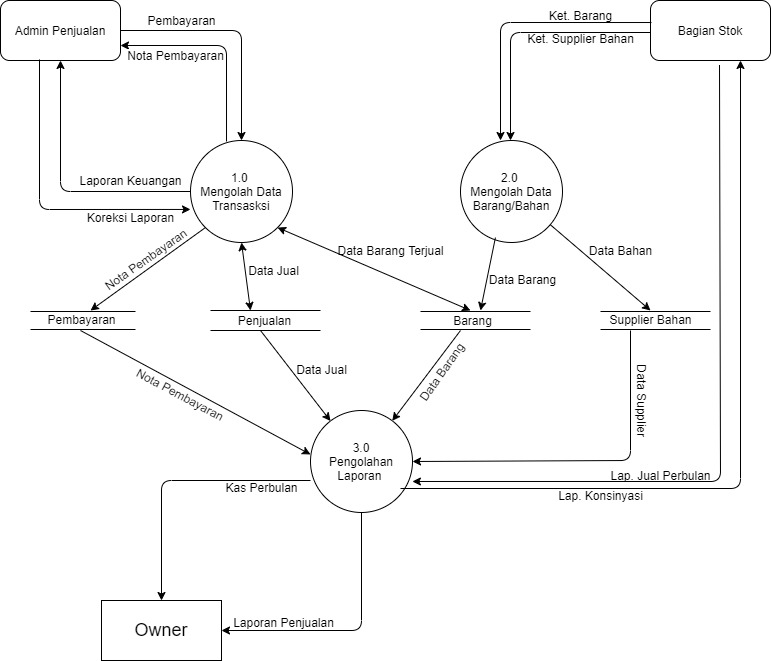 Admin Penjualan
Pembayaran
Nota Pembayaran
Ket. Barang
Ket. Supplier Bahan
Bagian Stok
Laporan Keuangan
Koreksi Laporan
1.0
Mengolah Data
Transasksi
2.0
Mengolah Data
Barang/Bahan
Nota Pembayaran
Data Jual
Data Barang Terjual
Data Barang
Data Bahan
Pembayaran
Penjualan
Barang
Supplier Bahan
Nota Pembayaran
Data Jual
Data Barang
Data Supplier
3.0
Pengolahan
Laporan
Lap. Jual Perbulan
Lap. Konsinyasi
Kas Perbulan
Laporan Penjualan
Owner